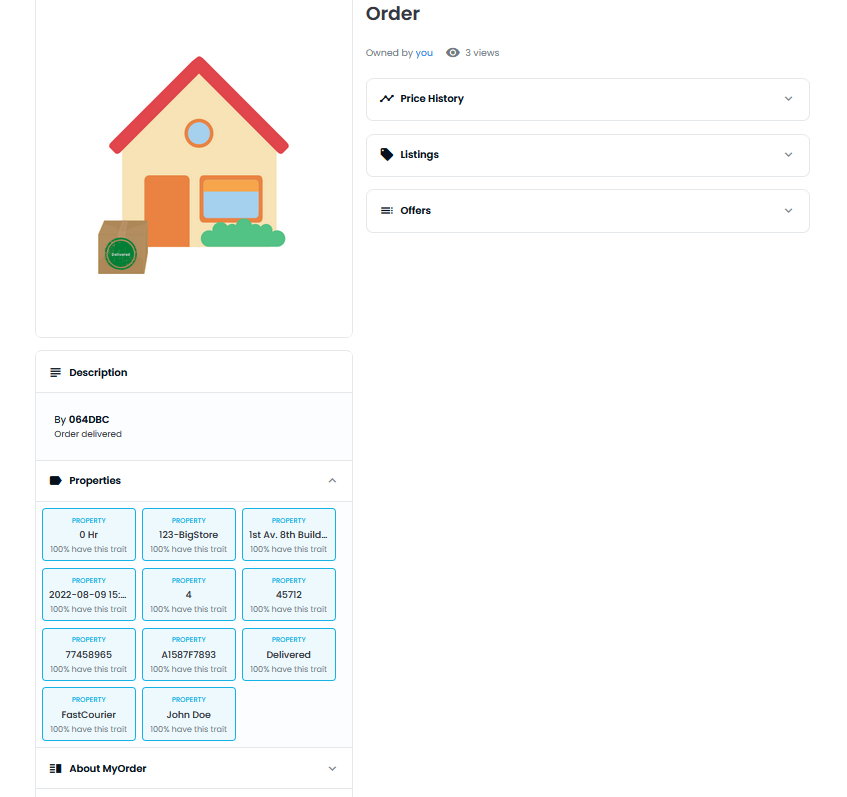 Order
Owned by you 3 views
Price History
Listings
Offers
Delivered
Description
By 064DBC
Order delivered
Properties
PROPERTY
0 Hr
100% have this trait
PROPERTY
123-BigStore
100% have this trait
PROPERTY
1st Av. 8th Build...
100% have this trait
PROPERTY
2022-08-09 15:...
100% have this trait
PROPERTY
4
100% have this trait
PROPERTY
45712
100% have this trait
PROPERTY
77458965
100% have this trait
PROPERTY
A1587F7893
100% have this trait
PROPERTY
Delivered
100% have this trait
PROPERTY
FastCourier
100% have this trait
PROPERTY
John Doe
100% have this trait
About MyOrder